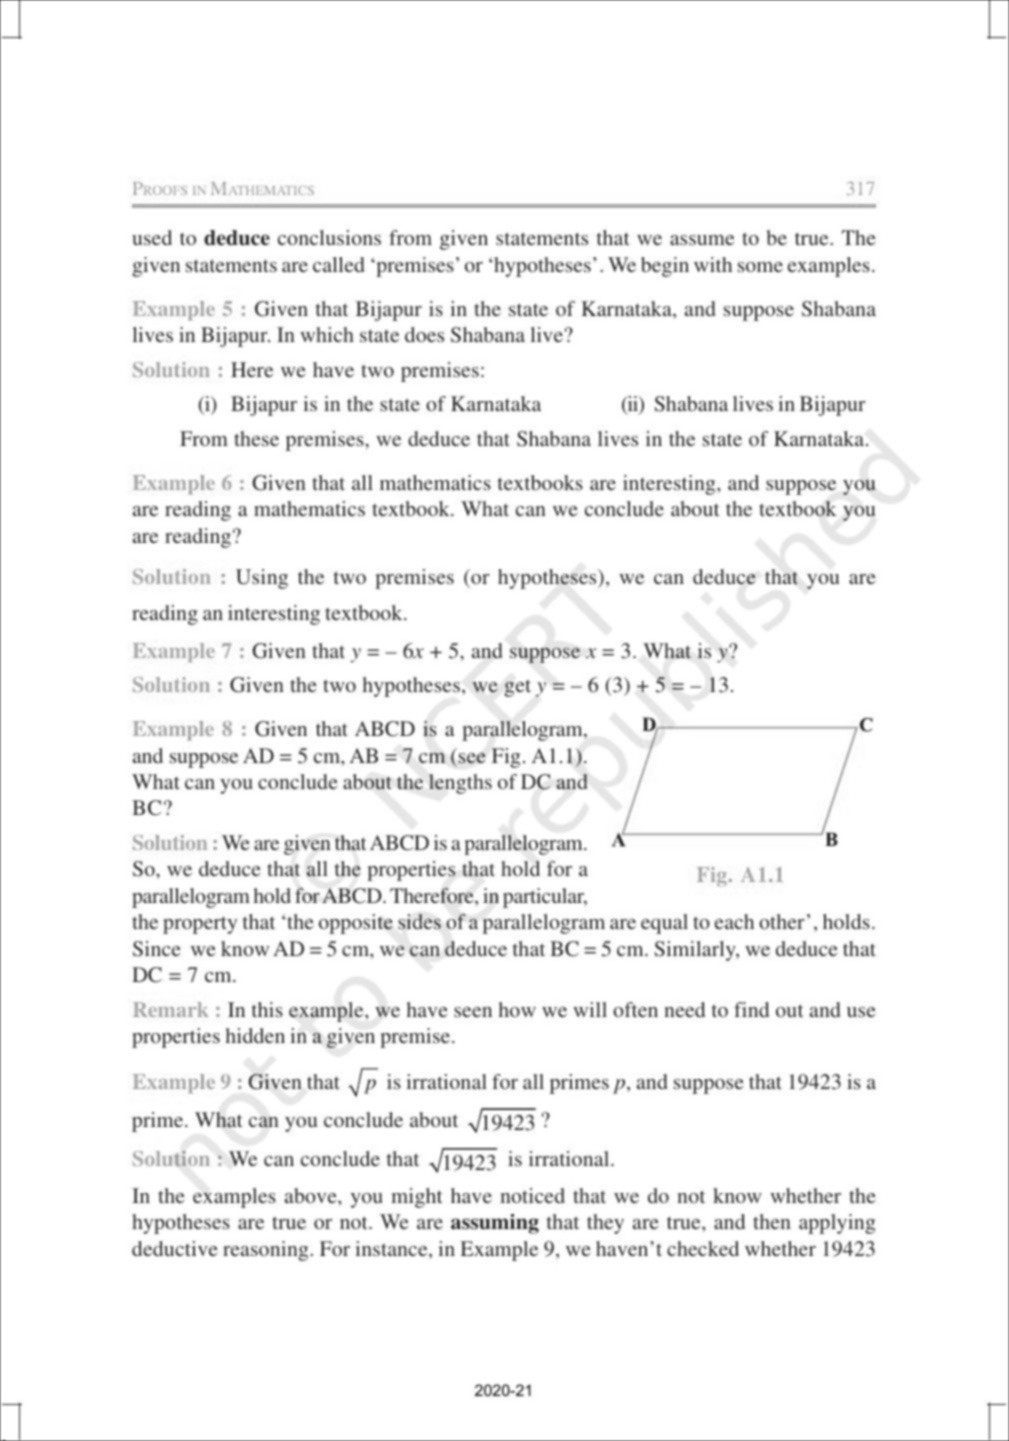 PROOFS IN MATHEMATICS 317
used to deduce conclusions from given statements that we assume to be true. The
given statements are called ‘premises’ or ‘hypotheses’. We begin with some examples.
Example 5 : Given that Bijapur is in the state of Karnataka, and suppose Shabana
lives in Bijapur. In which state does Shabana live?
Solution : Here we have two premises:
(i) Bijapur is in the state of Karnataka (ii) Shabana lives in Bijapur
From these premises, we deduce that Shabana lives in the state of Karnataka.
Example 6 : Given that all mathematics textbooks are interesting, and suppose you
are reading a mathematics textbook. What can we conclude about the textbook you
are reading?
Solution : Using the two premises (or hypotheses), we can deduce that you are
reading an interesting textbook.
Example 7 : Given that y = – 6x + 5, and suppose x = 3. What is y?
Solution : Given the two hypotheses, we get y = – 6 (3) + 5 = – 13.
Example 8 : Given that ABCD is a parallelogram,
and suppose AD = 5 cm, AB = 7 cm (see Fig. A1.1).
What can you conclude about the lengths of DC and
BC?
D C
A B
Fig. A1.1
Solution : We are given that ABCD is a parallelogram.
So, we deduce that all the properties that hold for a
parallelogram hold for ABCD. Therefore, in particular,
the property that ‘the opposite sides of a parallelogram are equal to each other’, holds.
Since we know AD = 5 cm, we can deduce that BC = 5 cm. Similarly, we deduce that
DC = 7 cm.
Remark : In this example, we have seen how we will often need to find out and use
properties hidden in a given premise.
Example 9 : Given that √p is irrational for all primes p, and suppose that 19423 is a
prime. What can you conclude about √19423 ?
Solution : We can conclude that √19423 is irrational.
In the examples above, you might have noticed that we do not know whether the
hypotheses are true or not. We are assuming that they are true, and then applying
deductive reasoning. For instance, in Example 9, we haven’t checked whether 19423
© NCERT
not to be republished
2020-21